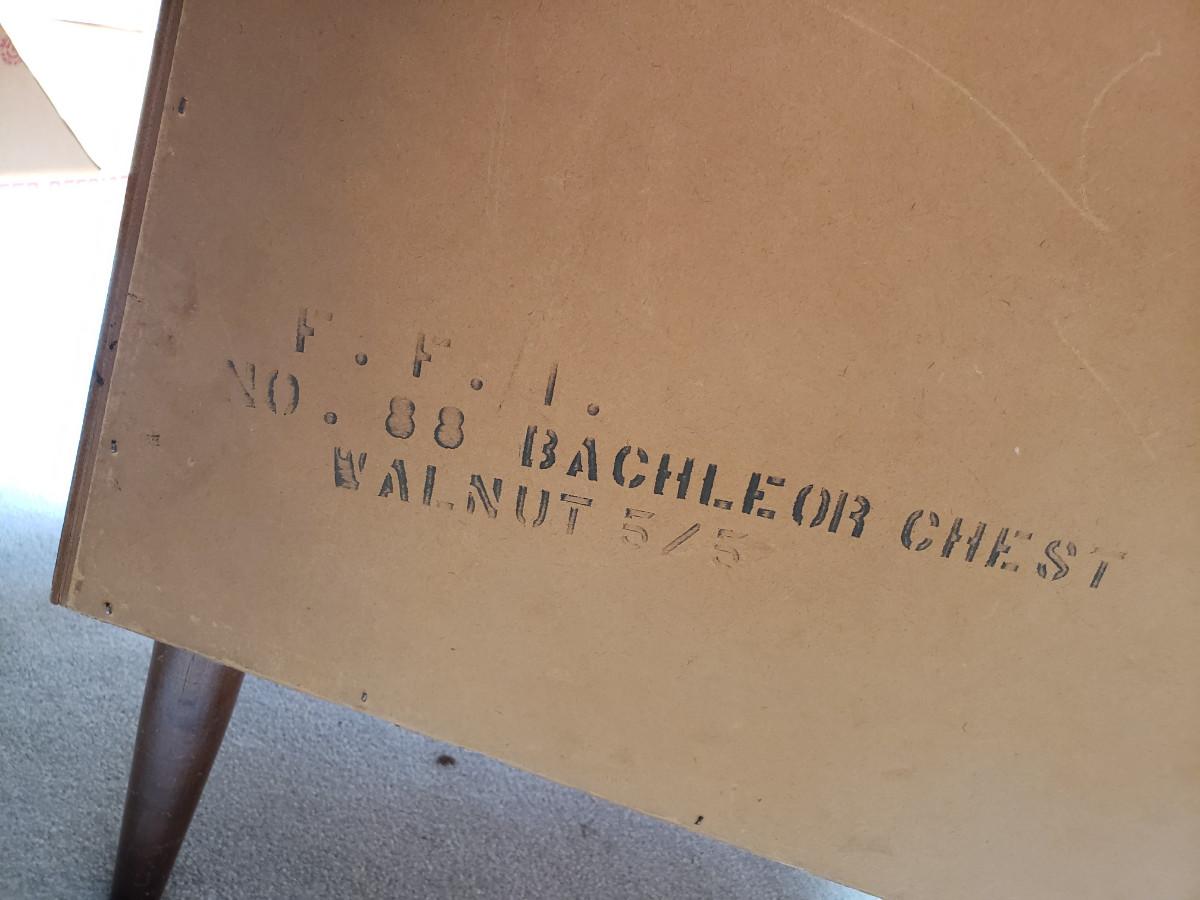 F. F. I.
NO. 88 BACHLEOR CHEST
WALNUT 5/5